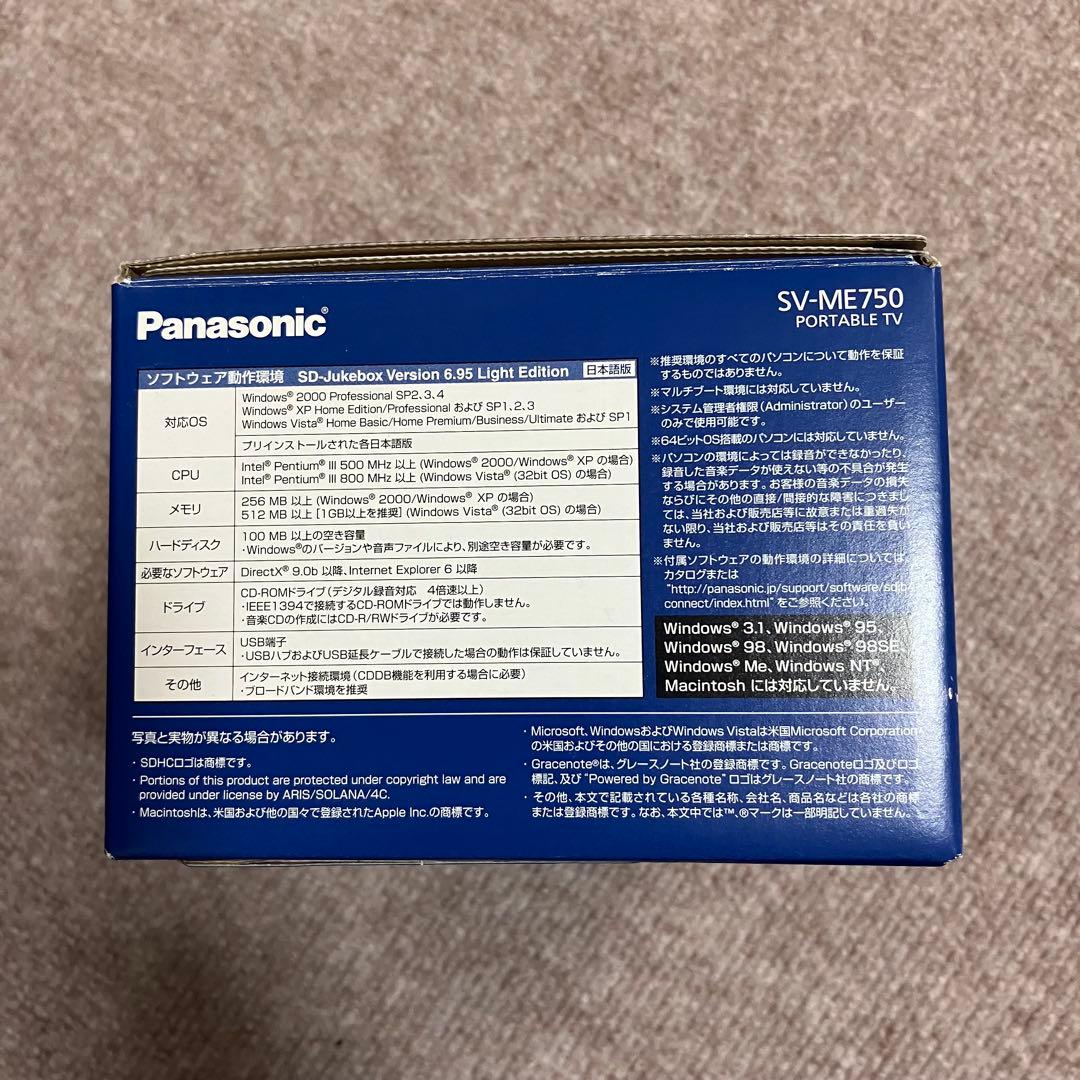 Panasonic®
SV-ME750
PORTABLE TV
ソフトウェア動作環境 SD-Jukebox Version 6.95 Light Edition 日本語版
対応OS
Windows® 2000 Professional SP2、3、4
Windows® XP Home Edition/Professional および SP1、2、3
Windows Vista® Home Basic/Home Premium/Business/Ultimate および SP1
プリインストールされた各日本語版
CPU
Intel® Pentium® III 500 MHz 以上 (Windows® 2000/Windows® XP の場合)
Intel® Pentium® III 800 MHz 以上 (Windows Vista® (32bit OS) の場合)
メモリ
256 MB 以上 (Windows® 2000/Windows® XP の場合)
512 MB 以上 [1GB以上を推奨] (Windows Vista® (32bit OS) の場合)
ハードディスク
100 MB 以上の空き容量
・Windows®のバージョンや音声ファイルにより、別途空き容量が必要です。
必要なソフトウェア
DirectX® 9.0b 以降、Internet Explorer 6 以降
ドライブ
CD-ROMドライブ (デジタル録音対応 4倍速以上)
・IEEE1394で接続するCD-ROMドライブでは動作しません。
・音楽CDの作成にはCD-R/RWドライブが必要です。
インターフェース
USB端子
・USBハブおよびUSB延長ケーブルで接続した場合の動作は保証していません。
その他
インターネット接続環境 (CDDB機能を利用する場合に必要)
・ブロードバンド環境を推奨
※推奨環境のすべてのパソコンについて動作を保証
するものではありません。
※マルチブート環境には対応していません。
※システム管理者権限 (Administrator) のユーザー
のみで使用可能です。
※64ビットOS搭載のパソコンには対応していません。
※パソコンの環境によっては録音ができなかったり、
録音した音楽データが使えない等の不具合が発生
する場合があります。お客様の音楽データの損失
ならびにその他の直接/間接的な障害につきまし
ては、当社および販売店等に故意または重過失が
ない限り、当社および販売店等はその責任を負い
ません。
※付属ソフトウェアの動作環境の詳細については、
カタログまたは
"http://panasonic.jp/support/software/sdjb/
connect/index.html" をご参照ください。
Windows® 3.1、Windows® 95、
Windows® 98、Windows® 98SE、
Windows® Me、Windows NT®、
Macintosh には対応していません。
写真と実物が異なる場合があります。
・SDHCロゴは商標です。
・Portions of this product are protected under copyright law and are
provided under license by ARIS/SOLANA/4C.
・Macintoshは、米国および他の国々で登録されたApple Inc.の商標です。
・Microsoft、WindowsおよびWindows Vistaは米国Microsoft Corporation
の米国およびその他の国における登録商標または商標です。
・Gracenote®は、グレースノート社の登録商標です。Gracenoteロゴ及びロゴ
標記、及び "Powered by Gracenote" ロゴはグレースノート社の商標です。
・その他、本文で記載されている各種名称、会社名、商品名などは各社の商標
または登録商標です。なお、本文中では™、®マークは一部明記していません。